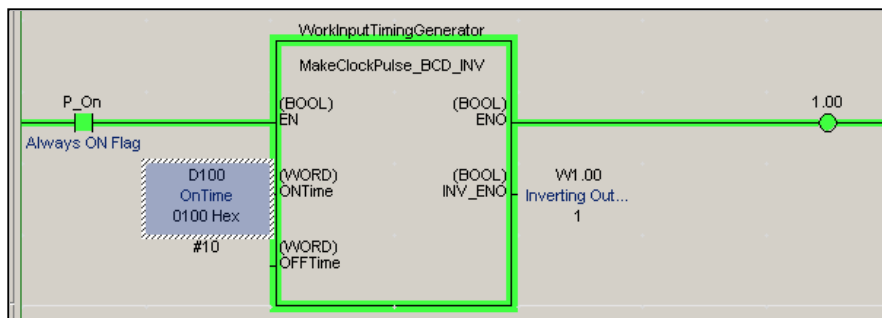 WorkInputTimingGenerator
MakeClockPulse_BCD_INV
P_On
(BOOL)
EN
(BOOL)
ENO
1.00
Always ON Flag
D100
OnTime
0100 Hex
(WORD)
ONTime
(BOOL)
INV_ENO
W1.00
Inverting Out...
1
#10
(WORD)
OFFTime